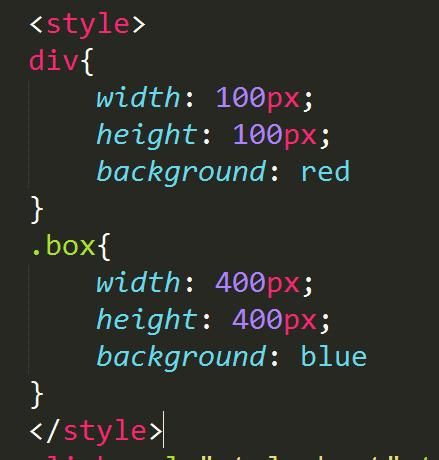 <style>
div{
width: 100px;
height: 100px;
background: red
}
.box{
width: 400px;
height: 400px;
background: blue
}
</style>